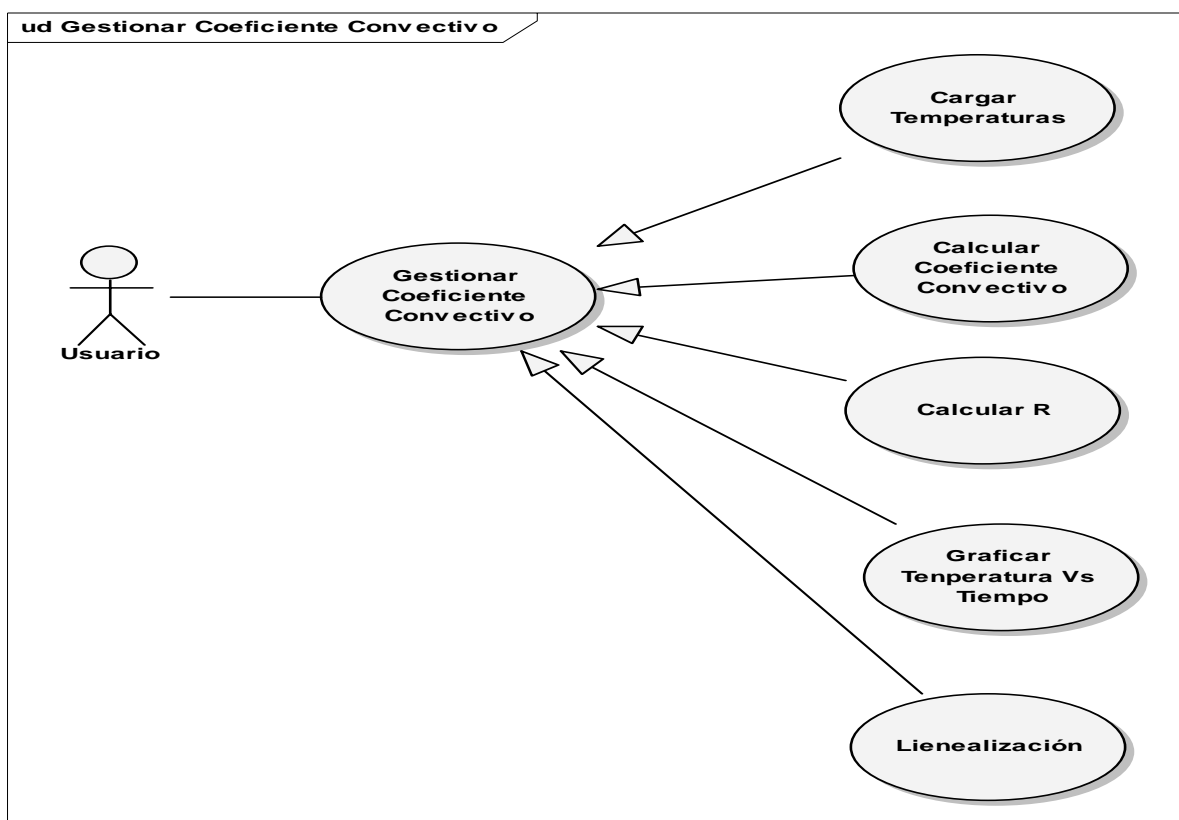 ud Gestionar Coeficiente Convectivo
Cargar
Temperaturas
Calcular
Coeficiente
Convectivo
Gestionar
Coeficiente
Convectivo
Usuario
Calcular R
Graficar
Tenperatura Vs
Tiempo
Lienealización